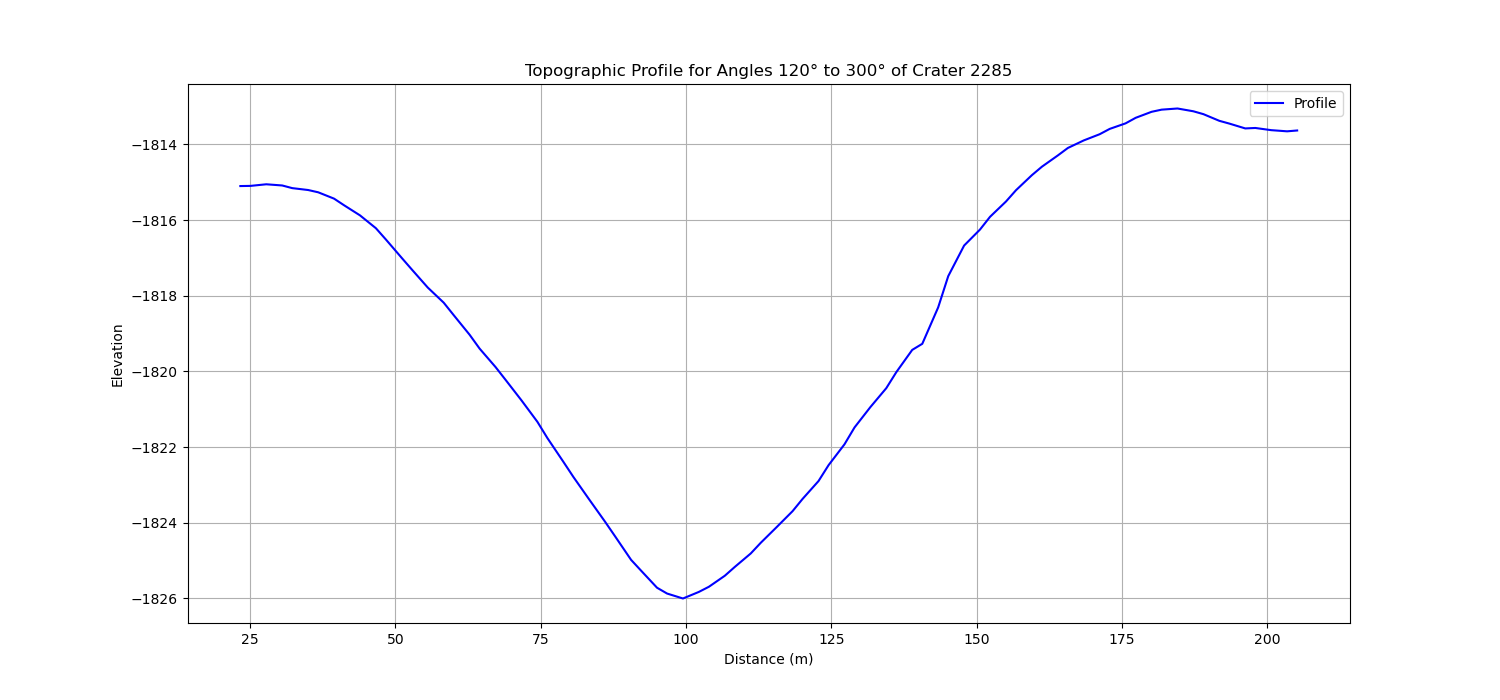 Topographic Profile for Angles 120° to 300° of Crater 2285
Profile
−1814
−1816
−1818
−1820
−1822
−1824
−1826
Elevation
25 50 75 100 125 150 175 200
Distance (m)